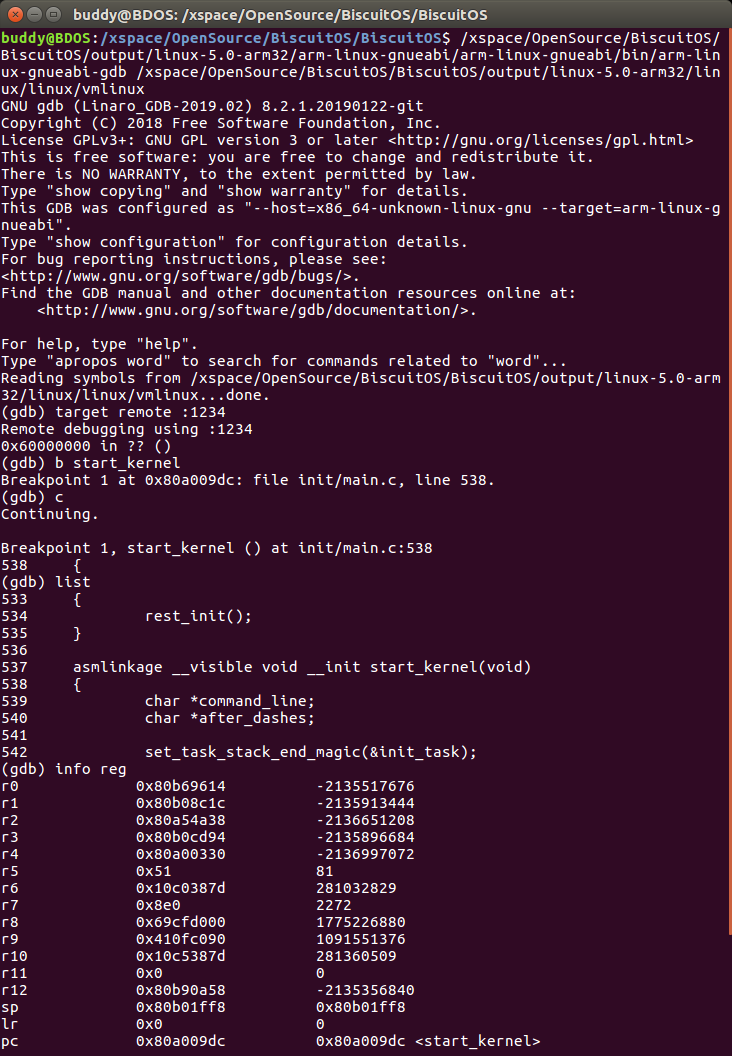 buddy@BDOS: /xspace/OpenSource/BiscuitOS/BiscuitOS
buddy@BDOS:/xspace/OpenSource/BiscuitOS/BiscuitOS$ /xspace/OpenSource/BiscuitOS/
BiscuitOS/output/linux-5.0-arm32/arm-linux-gnueabi/arm-linux-gnueabi/bin/arm-lin
ux-gnueabi-gdb /xspace/OpenSource/BiscuitOS/BiscuitOS/output/linux-5.0-arm32/lin
ux/linux/vmlinux
GNU gdb (Linaro_GDB-2019.02) 8.2.1.20190122-git
Copyright (C) 2018 Free Software Foundation, Inc.
License GPLv3+: GNU GPL version 3 or later <http://gnu.org/licenses/gpl.html>
This is free software: you are free to change and redistribute it.
There is NO WARRANTY, to the extent permitted by law.
Type "show copying" and "show warranty" for details.
This GDB was configured as "--host=x86_64-unknown-linux-gnu --target=arm-linux-g
nueabi".
Type "show configuration" for configuration details.
For bug reporting instructions, please see:
<http://www.gnu.org/software/gdb/bugs/>.
Find the GDB manual and other documentation resources online at:
    <http://www.gnu.org/software/gdb/documentation/>.

For help, type "help".
Type "apropos word" to search for commands related to "word"...
Reading symbols from /xspace/OpenSource/BiscuitOS/BiscuitOS/output/linux-5.0-arm
32/linux/linux/vmlinux...done.
(gdb) target remote :1234
Remote debugging using :1234
0x60000000 in ?? ()
(gdb) b start_kernel
Breakpoint 1 at 0x80a009dc: file init/main.c, line 538.
(gdb) c
Continuing.

Breakpoint 1, start_kernel () at init/main.c:538
538     {
(gdb) list
533     {
534             rest_init();
535     }
536
537     asmlinkage __visible void __init start_kernel(void)
538     {
539             char *command_line;
540             char *after_dashes;
541
542             set_task_stack_end_magic(&init_task);
(gdb) info reg
r0             0x80b69614          -2135517676
r1             0x80b08c1c          -2135913444
r2             0x80a54a38          -2136651208
r3             0x80b0cd94          -2135896684
r4             0x80a00330          -2136997072
r5             0x51                81
r6             0x10c0387d          281032829
r7             0x8e0               2272
r8             0x69cfd000          1775226880
r9             0x410fc090          1091551376
r10            0x10c5387d          281360509
r11            0x0                 0
r12            0x80b90a58          -2135356840
sp             0x80b01ff8          0x80b01ff8
lr             0x0                 0
pc             0x80a009dc          0x80a009dc <start_kernel>